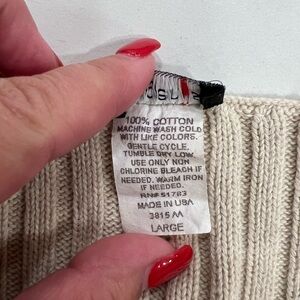 100% COTTON
MACHINE WASH COLD
WITH LIKE COLORS.
GENTLE CYCLE.
TUMBLE DRY LOW.
USE ONLY NON
CHLORINE BLEACH IF
NEEDED. WARM IRON
IF NEEDED.
RN# 51783
MADE IN USA
3815 AA
LARGE